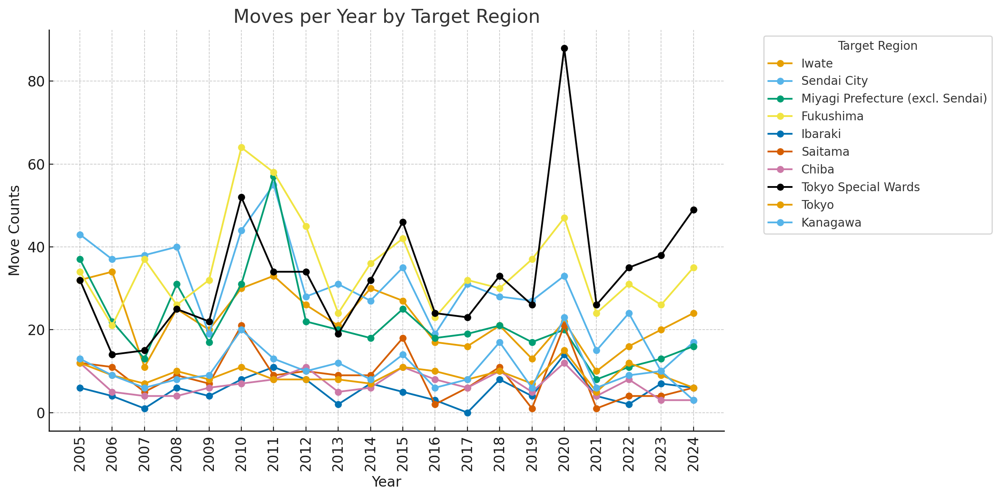 Moves per Year by Target Region
Move Counts
80
60
40
20
0
2005
2006
2007
2008
2009
2010
2011
2012
2013
2014
2015
2016
2017
2018
2019
2020
2021
2022
2023
2024
Year
Target Region
Iwate
Sendai City
Miyagi Prefecture (excl. Sendai)
Fukushima
Ibaraki
Saitama
Chiba
Tokyo Special Wards
Tokyo
Kanagawa